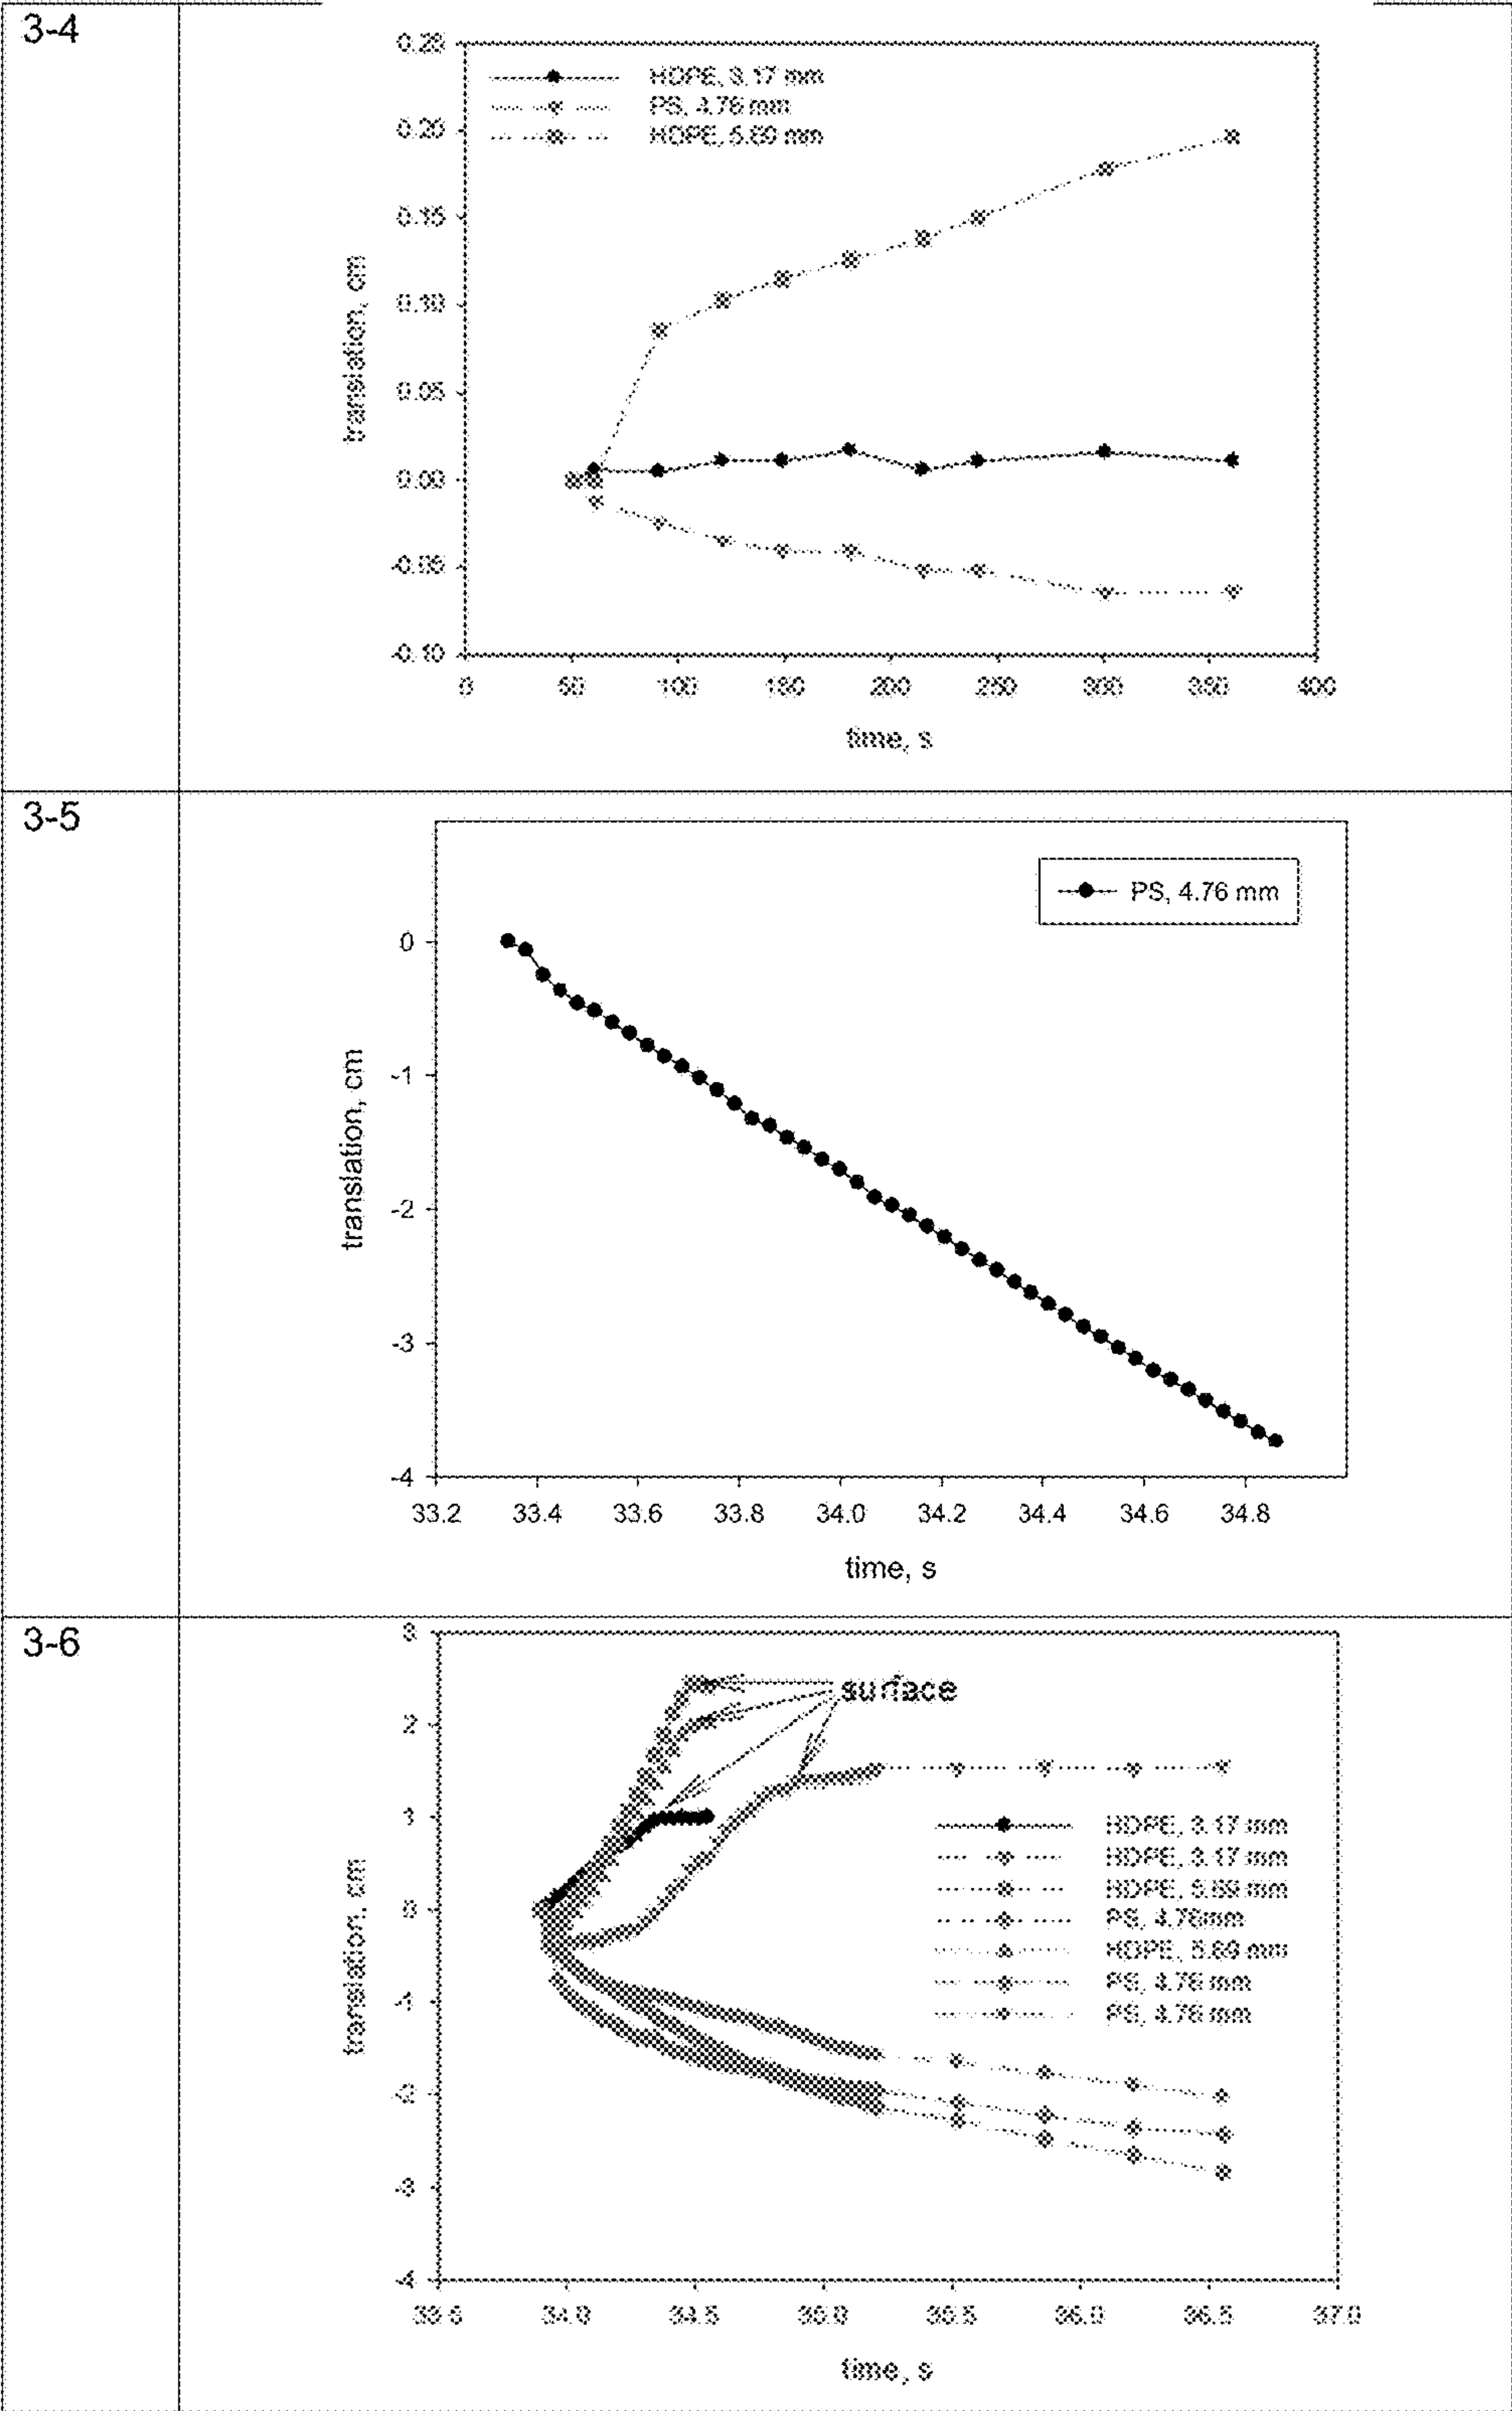 3-4
0.25
HDPE, 3.17 mm
PS, 4.76 mm
0.20
HDPE, 5.89 mm
0.15
translation, cm
0.10
0.05
0.00
-0.05
-0.10
0 50 100 150 200 250 300 350 400
time, s
3-5
PS, 4.76 mm
0
translation, cm
-1
-2
-3
-4
33.2 33.4 33.6 33.8 34.0 34.2 34.4 34.6 34.8
time, s
3-6
3
surface
2
1
HDPE, 3.17 mm
HDPE, 3.17 mm
HDPE, 5.89 mm
0
PS, 4.76mm
translation, cm
HDPE, 5.89 mm
PS, 4.76 mm
-1
PS, 4.76 mm
-2
-3
-4
33.5 34.0 34.5 35.0 35.5 36.0 36.5 37.0
time, s